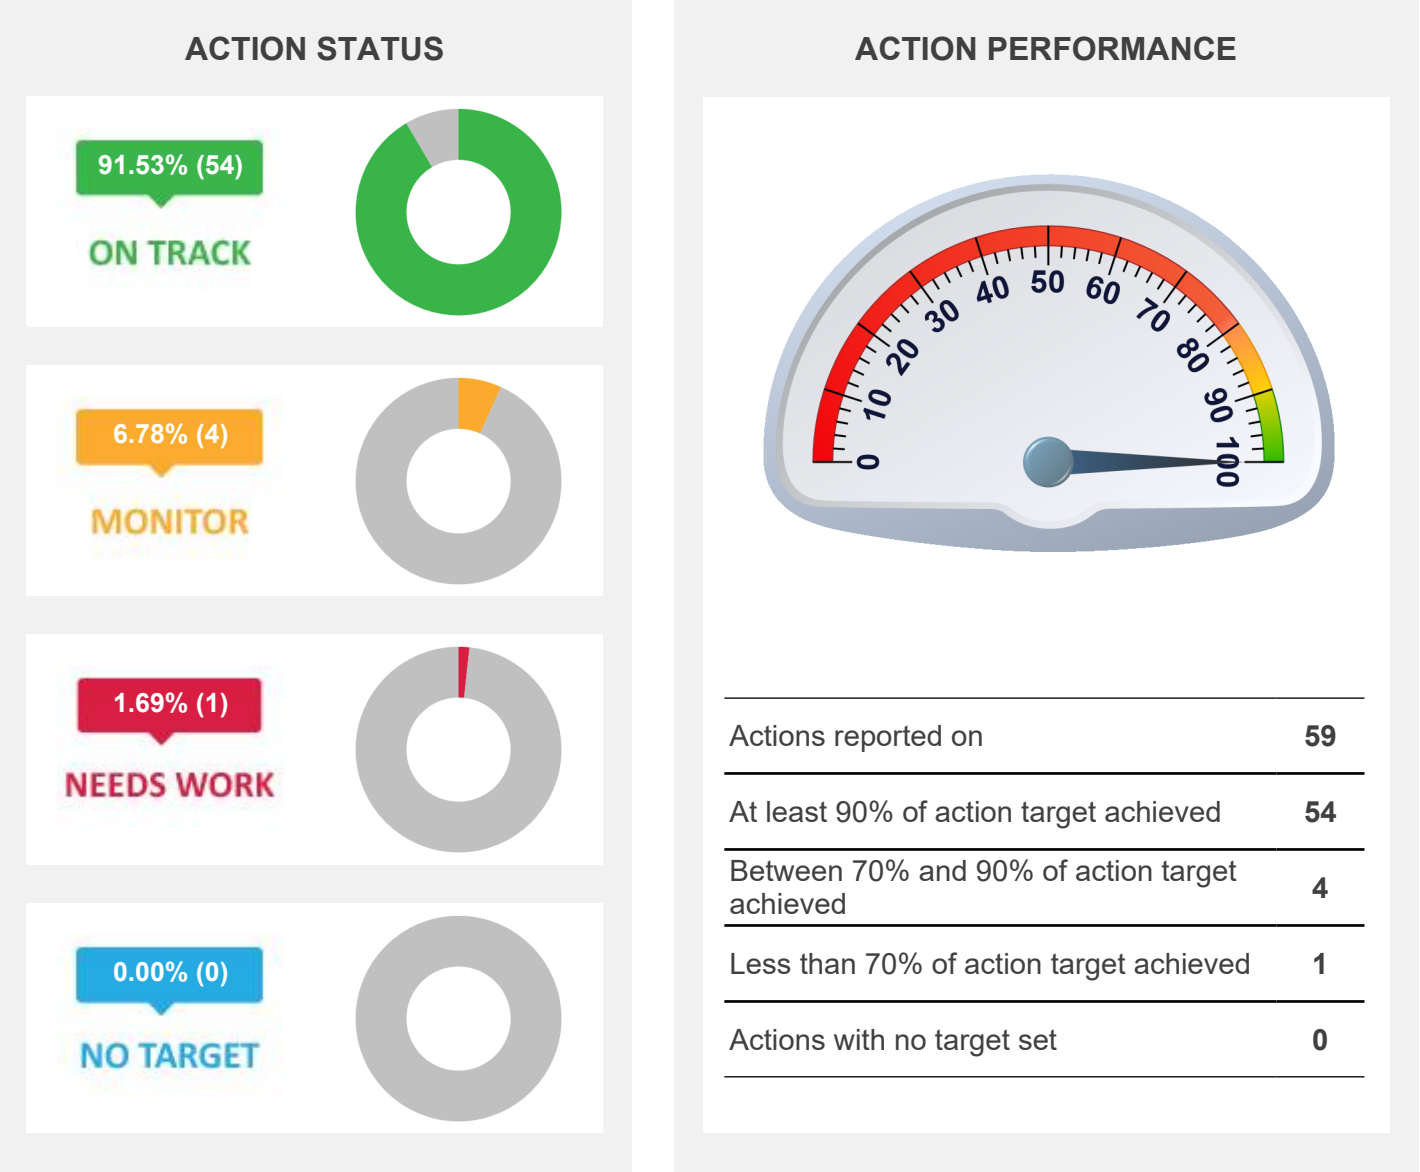 ACTION STATUS
91.53% (54)
ON TRACK
6.78% (4)
MONITOR
1.69% (1)
NEEDS WORK
0.00% (0)
NO TARGET
ACTION PERFORMANCE
0
10
20
30
40
50
60
70
80
90
100
Actions reported on 59
At least 90% of action target achieved 54
Between 70% and 90% of action target
achieved 4
Less than 70% of action target achieved 1
Actions with no target set 0